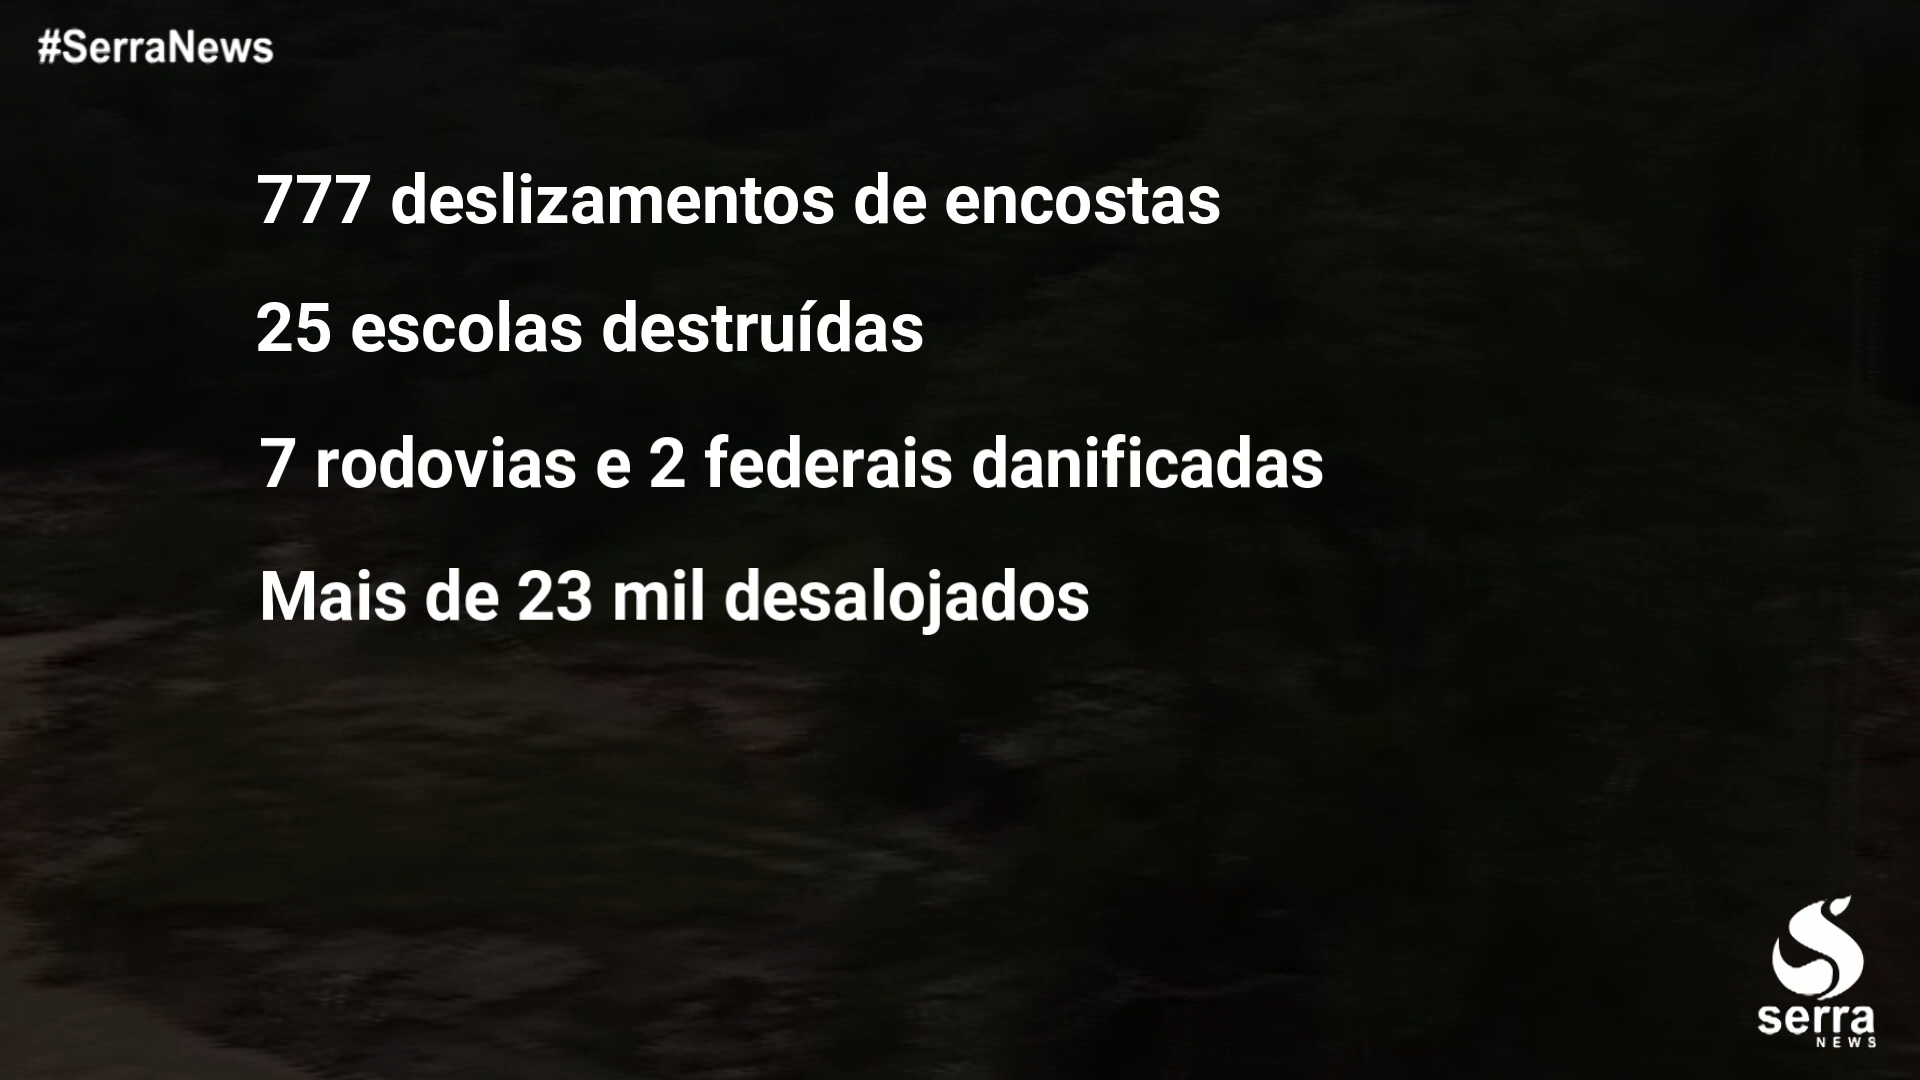 #SerraNews
777 deslizamentos de encostas
25 escolas destruídas
7 rodovias e 2 federais danificadas
Mais de 23 mil desalojados
serra
NEWS